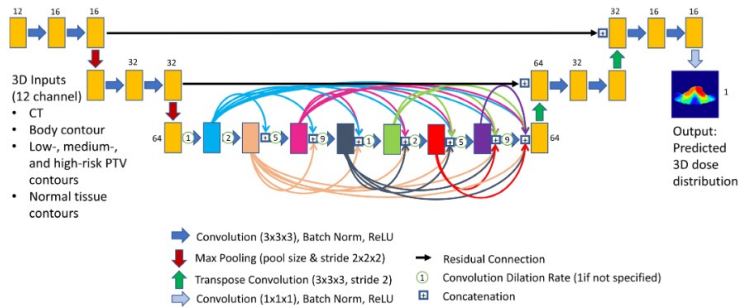 12 16 16 32 16 16
3D Inputs
(12 channel)
• CT
• Body contour
• Low-, medium-,
and high-risk PTV
contours
• Normal tissue
contours
32 32 64 32
64 1 2 5 9 1 2 5 9 64
1
Output:
Predicted
3D dose
distribution
Convolution (3x3x3), Batch Norm, ReLU
Max Pooling (pool size & stride 2x2x2)
Transpose Convolution (3x3x3, stride 2)
Convolution (1x1x1), Batch Norm, ReLU
Residual Connection
1 Convolution Dilation Rate (1if not specified)
Concatenation